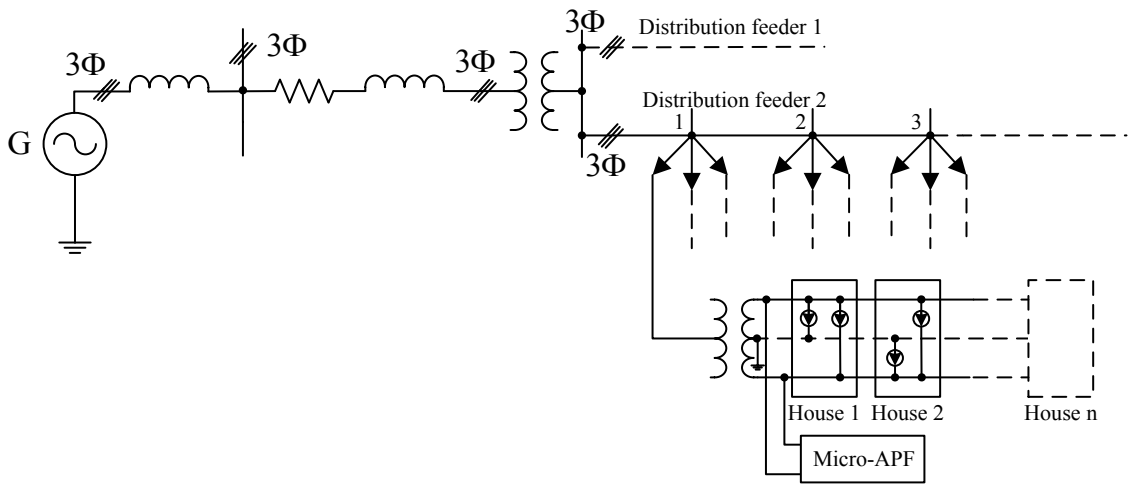 3Φ
Distribution feeder 1
3Φ
3Φ
3Φ
Distribution feeder 2
1
2
3
G
3Φ
House 1
House 2
House n
Micro-APF